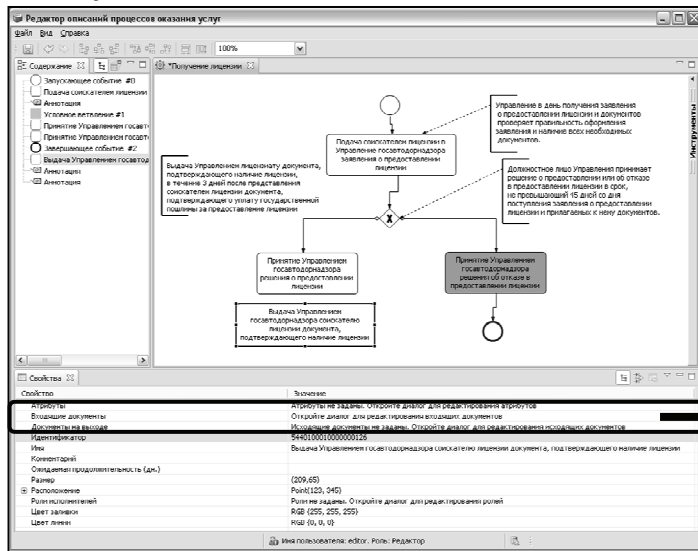 Редактор описаний процессов оказания услуг
Файл Вид Справка
100%
Содержание
*Получение лицензии
Запускающее событие #0
Подача соискателем лицензии
Аннотация
Условное ветвление #1
Принятие Управлением госавто
Принятие Управлением госавто
Завершающее событие #2
Выдача Управлением госавтод
Аннотация
Аннотация
Инструменты
Управление в день получения заявления
о предоставлении лицензии и документов
проверяет правильность оформления
заявления и наличие всех необходимых
документов.
Подача соискателем лицензии в
Управление госавтодорнадзора
заявления о предоставлении
лицензии
Выдача Управлением лицензиату документа,
подтверждающего наличие лицензии,
в течение 3 дней после представления
соискателем лицензии документа,
подтверждающего уплату государственной
пошлины за предоставление лицензии
Должностное лицо Управления принимает
решение о предоставлении или об отказе
в предоставлении лицензии в срок,
не превышающий 45 дней со дня
поступления заявления о предоставлении
лицензии и прилагаемых к нему документов.
X
Принятие Управлением
госавтодорнадзора
решения о предоставлении
лицензии
Принятие Управлением
госавтодорнадзора
решения об отказе в
предоставлении лицензии
Выдача Управлением
госавтодорнадзора соискателю
лицензии документа,
подтверждающего наличие лицензии
Свойства
Свойство Значение
Атрибуты Атрибуты не заданы. Откройте диалог для редактирования атрибутов
Входящие документы Откройте диалог для редактирования входящих документов
Документы на выходе Исходящие документы не заданы. Откройте диалог для редактирования исходящих документов
Идентификатор 5440100010000000126
Имя Выдача Управлением госавтодорнадзора соискателю лицензии документа, подтверждающего наличие лицензии
Комментарий
Ожидаемая продолжительность (дн.)
Размер (209,65)
Расположение Point(123, 345)
Роли исполнителей Роли не заданы. Откройте диалог для редактирования ролей
Цвет заливки RGB {255, 255, 255}
Цвет линии RGB {0, 0, 0}
Имя пользователя: editor. Роль: Редактор